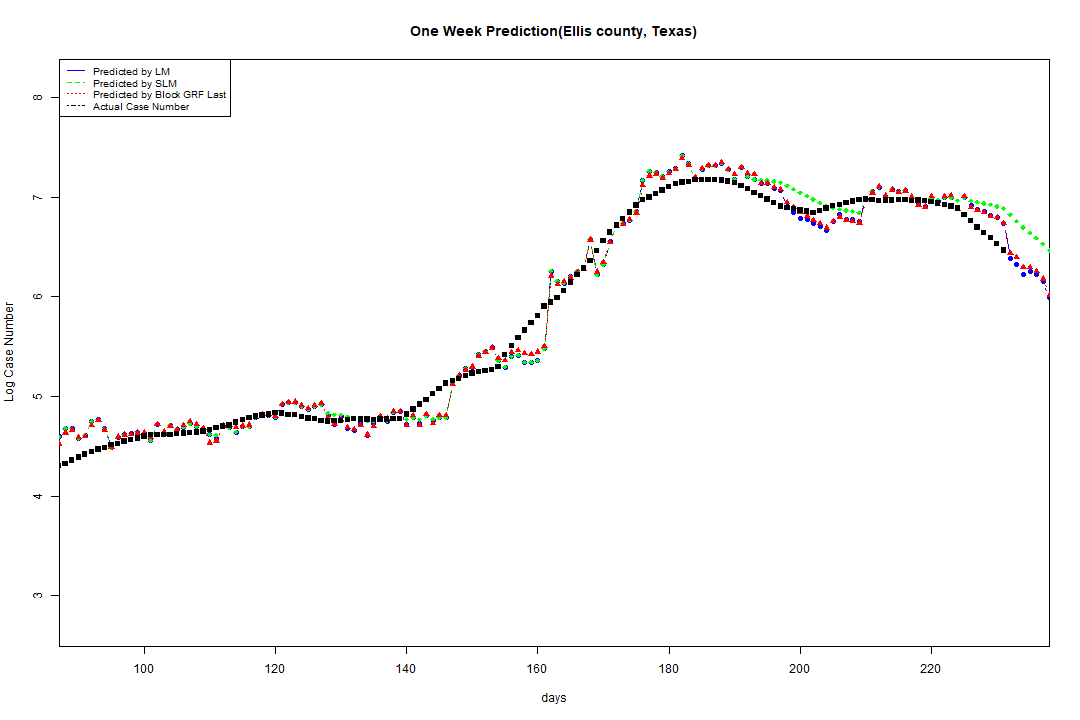 One Week Prediction(Ellis county, Texas)
Predicted by LM
Predicted by SLM
Predicted by Block GRF Last
Actual Case Number
8
7
6
5
4
3
Log Case Number
100 120 140 160 180 200 220
days